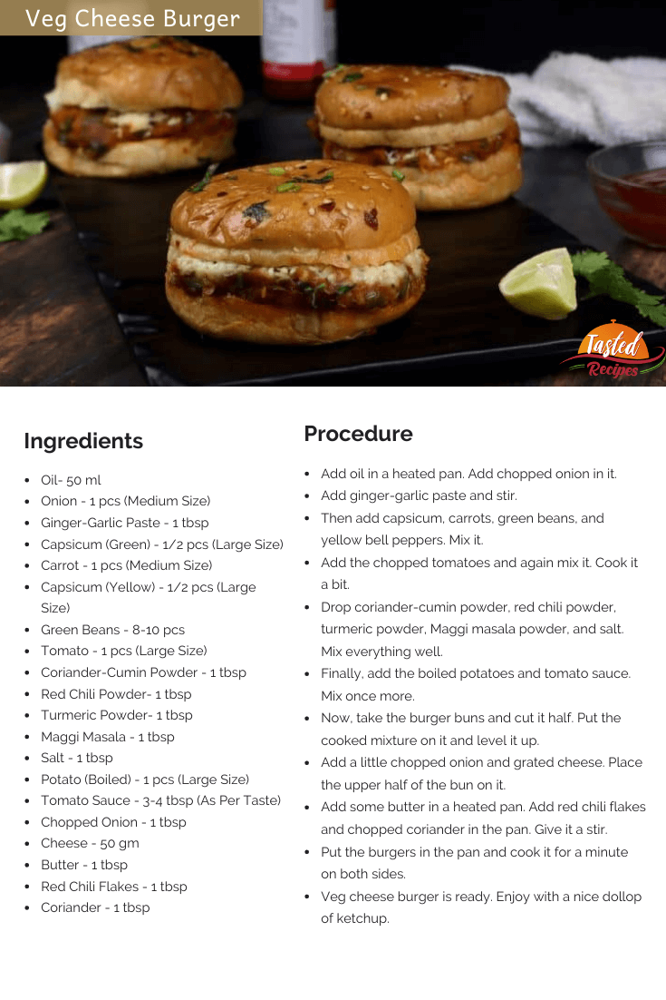 Veg Cheese Burger
Tasted
Recipes
Ingredients
• Oil- 50 ml
• Onion - 1 pcs (Medium Size)
• Ginger-Garlic Paste - 1 tbsp
• Capsicum (Green) - 1/2 pcs (Large Size)
• Carrot - 1 pcs (Medium Size)
• Capsicum (Yellow) - 1/2 pcs (Large
Size)
• Green Beans - 8-10 pcs
• Tomato - 1 pcs (Large Size)
• Coriander-Cumin Powder - 1 tbsp
• Red Chili Powder- 1 tbsp
• Turmeric Powder- 1 tbsp
• Maggi Masala - 1 tbsp
• Salt - 1 tbsp
• Potato (Boiled) - 1 pcs (Large Size)
• Tomato Sauce - 3-4 tbsp (As Per Taste)
• Chopped Onion - 1 tbsp
• Cheese - 50 gm
• Butter - 1 tbsp
• Red Chili Flakes - 1 tbsp
• Coriander - 1 tbsp
Procedure
• Add oil in a heated pan. Add chopped onion in it.
• Add ginger-garlic paste and stir.
• Then add capsicum, carrots, green beans, and
yellow bell peppers. Mix it.
• Add the chopped tomatoes and again mix it. Cook it
a bit.
• Drop coriander-cumin powder, red chili powder,
turmeric powder, Maggi masala powder, and salt.
Mix everything well.
• Finally, add the boiled potatoes and tomato sauce.
Mix once more.
• Now, take the burger buns and cut it half. Put the
cooked mixture on it and level it up.
• Add a little chopped onion and grated cheese. Place
the upper half of the bun on it.
• Add some butter in a heated pan. Add red chili flakes
and chopped coriander in the pan. Give it a stir.
• Put the burgers in the pan and cook it for a minute
on both sides.
• Veg cheese burger is ready. Enjoy with a nice dollop
of ketchup.